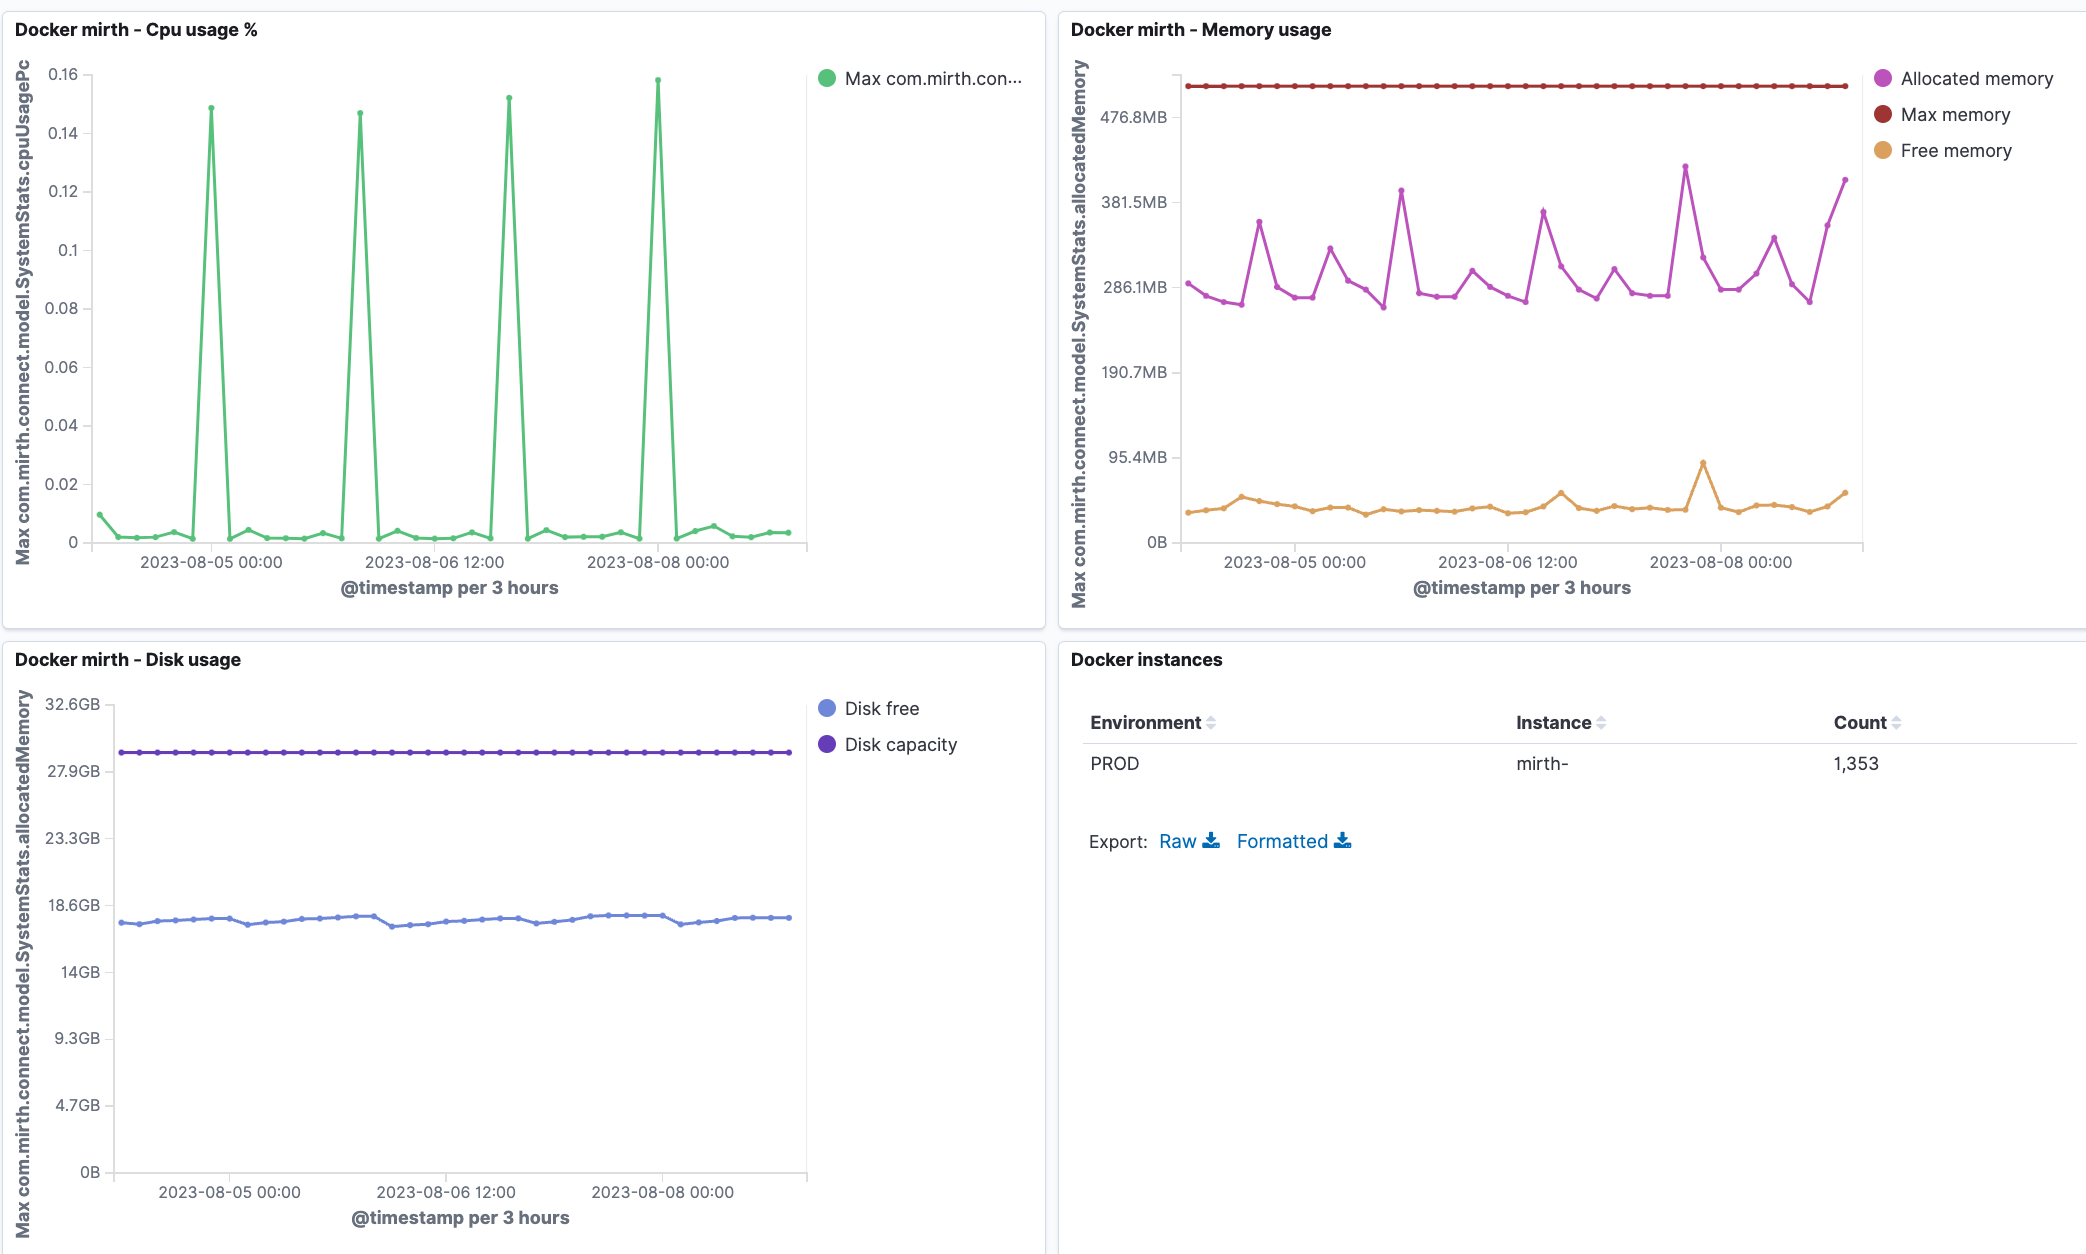 Docker mirth - Cpu usage %
Max com.mirth.connect.model.SystemStats.cpuUsagePc
0.16
0.14
0.12
0.1
0.08
0.06
0.04
0.02
0
2023-08-05 00:00
2023-08-06 12:00
2023-08-08 00:00
@timestamp per 3 hours
Max com.mirth.con...
Docker mirth - Memory usage
Max com.mirth.connect.model.SystemStats.allocatedMemory
476.8MB
381.5MB
286.1MB
190.7MB
95.4MB
0B
2023-08-05 00:00
2023-08-06 12:00
2023-08-08 00:00
@timestamp per 3 hours
Allocated memory
Max memory
Free memory
Docker mirth - Disk usage
Max com.mirth.connect.model.SystemStats.allocatedMemory
32.6GB
27.9GB
23.3GB
18.6GB
14GB
9.3GB
4.7GB
0B
2023-08-05 00:00
2023-08-06 12:00
2023-08-08 00:00
@timestamp per 3 hours
Disk free
Disk capacity
Docker instances
Environment Instance Count
PROD mirth- 1,353
Export: Raw Formatted